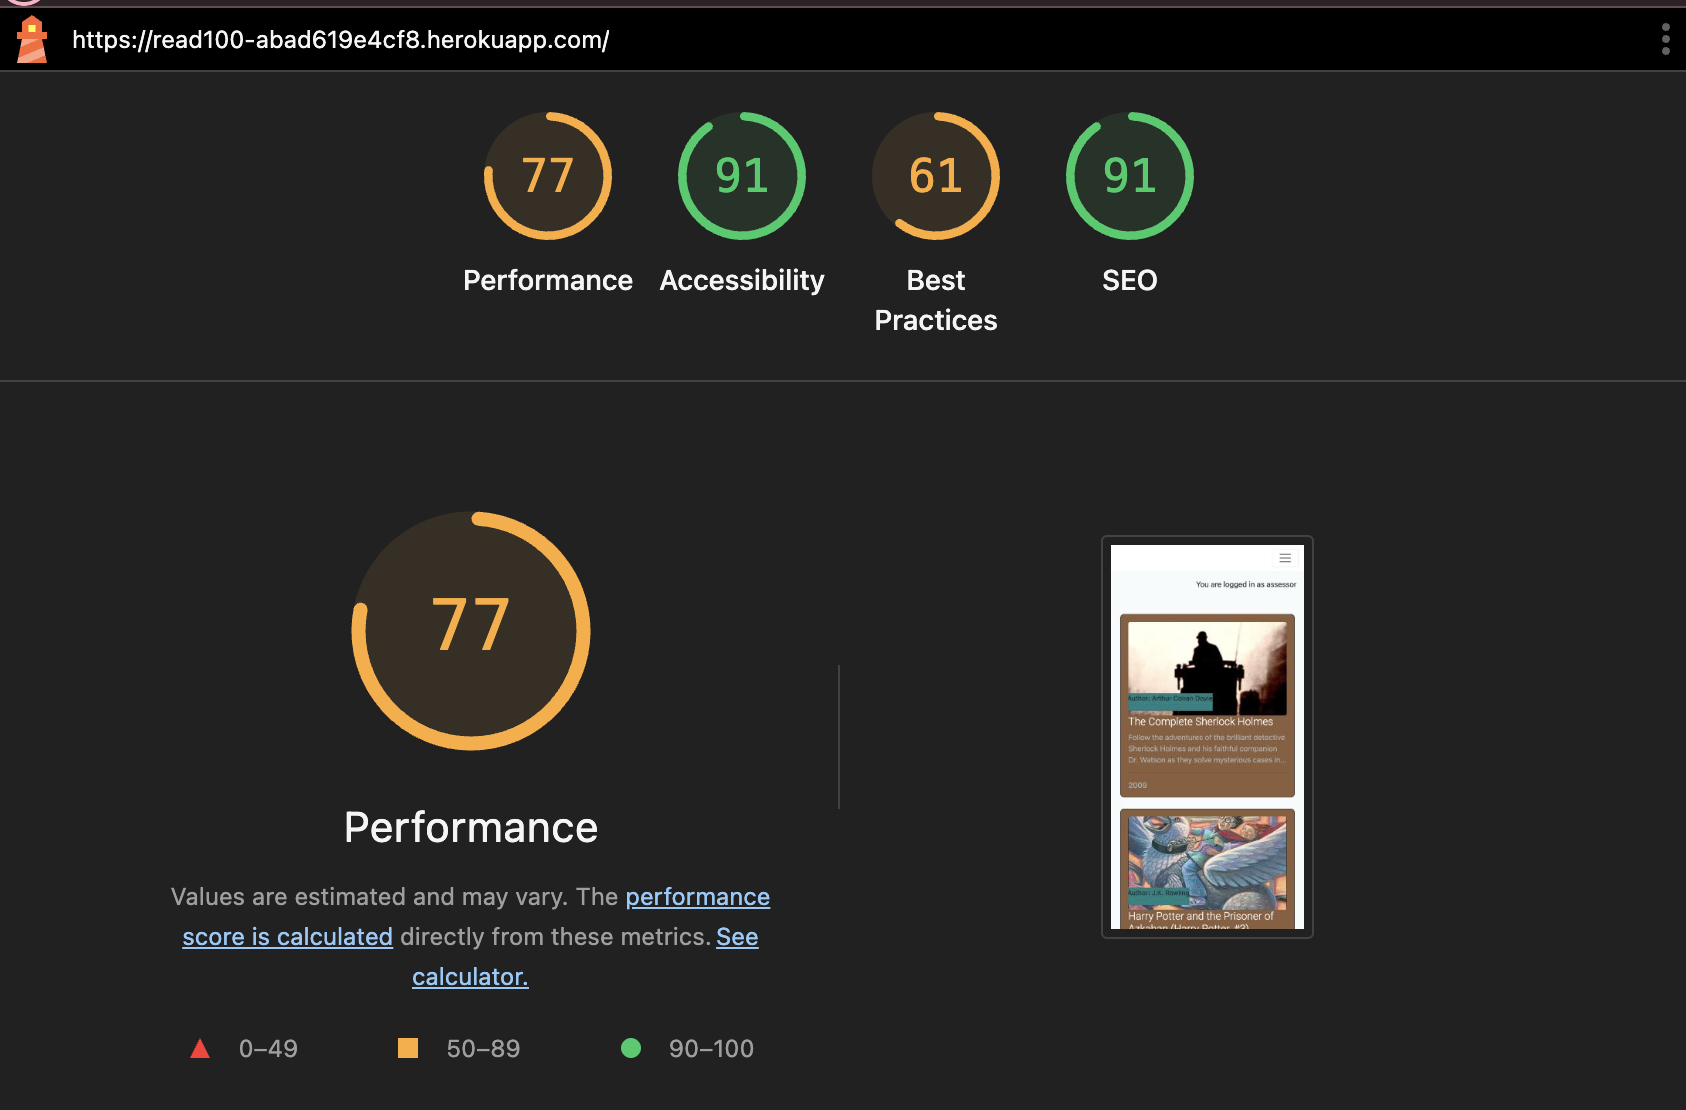 https://read100-abad619e4cf8.herokuapp.com/
77
91
61
91
Performance
Accessibility
Best
Practices
SEO
77
Performance
Values are estimated and may vary. The performance
score is calculated directly from these metrics. See
calculator.
0–49
50–89
90–100
You are logged in as assessor
Author: Arthur Conan Doyle
The Complete Sherlock Holmes
Follow the adventures of the brilliant detective
Sherlock Holmes and his faithful companion
Dr. Watson as they solve mysterious cases in...
2009
Author: J.K. Rowling
Harry Potter and the Prisoner of
Azkaban (Harry Potter, #3)